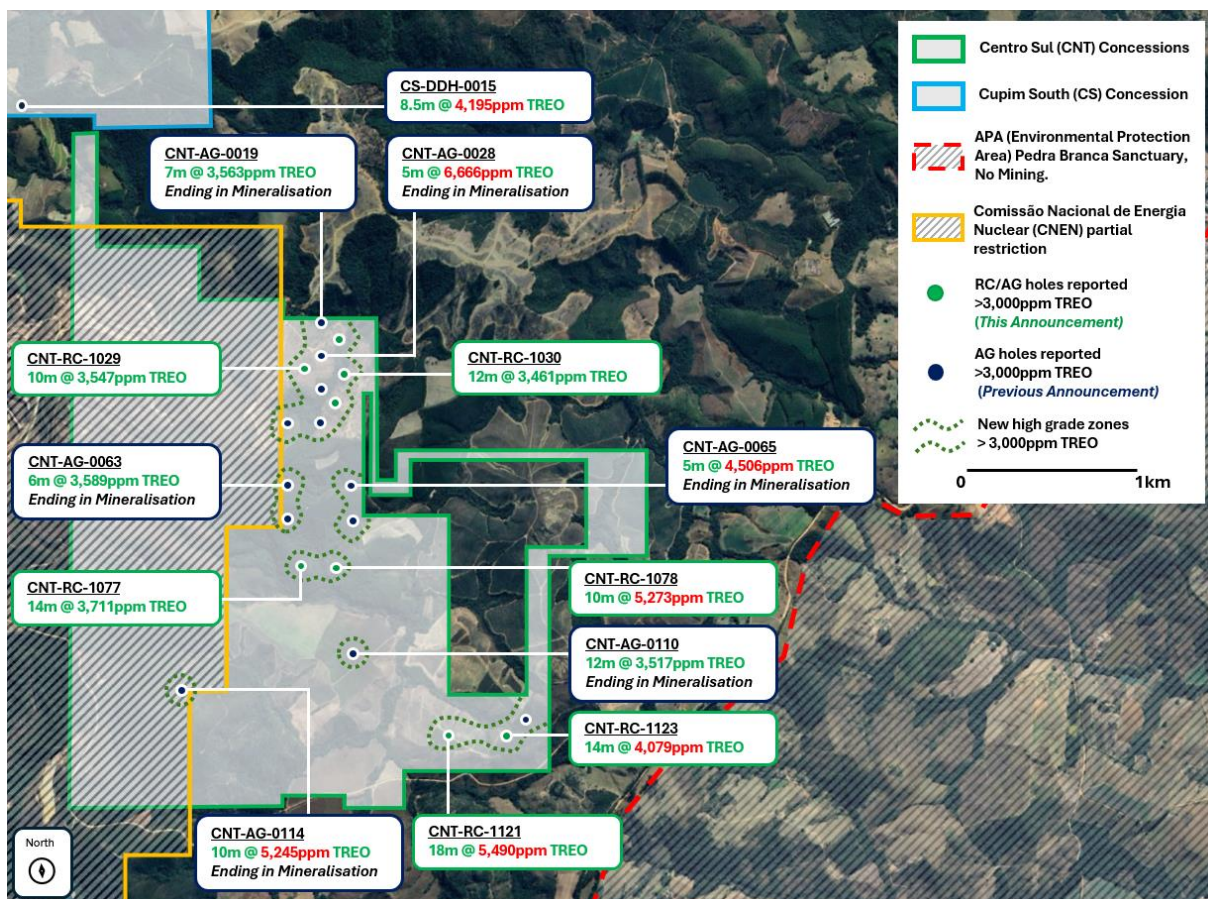 CS-DDH-0015
8.5m @ 4,195ppm TREO
CNT-AG-0019
7m @ 3,563ppm TREO
Ending in Mineralisation
CNT-AG-0028
5m @ 6,666ppm TREO
Ending in Mineralisation
CNT-RC-1029
10m @ 3,547ppm TREO
CNT-RC-1030
12m @ 3,461ppm TREO
CNT-AG-0063
6m @ 3,589ppm TREO
Ending in Mineralisation
CNT-AG-0065
5m @ 4,506ppm TREO
Ending in Mineralisation
CNT-RC-1077
14m @ 3,711ppm TREO
CNT-RC-1078
10m @ 5,273ppm TREO
CNT-AG-0110
12m @ 3,517ppm TREO
Ending in Mineralisation
CNT-RC-1123
14m @ 4,079ppm TREO
CNT-AG-0114
10m @ 5,245ppm TREO
Ending in Mineralisation
CNT-RC-1121
18m @ 5,490ppm TREO
North
Centro Sul (CNT) Concessions
Cupim South (CS) Concession
APA (Environmental Protection
Area) Pedra Branca Sanctuary,
No Mining.
Comissão Nacional de Energia
Nuclear (CNEN) partial
restriction
RC/AG holes reported
>3,000ppm TREO
(This Announcement)
AG holes reported
>3,000ppm TREO
(Previous Announcement)
New high grade zones
> 3,000ppm TREO
0 1km